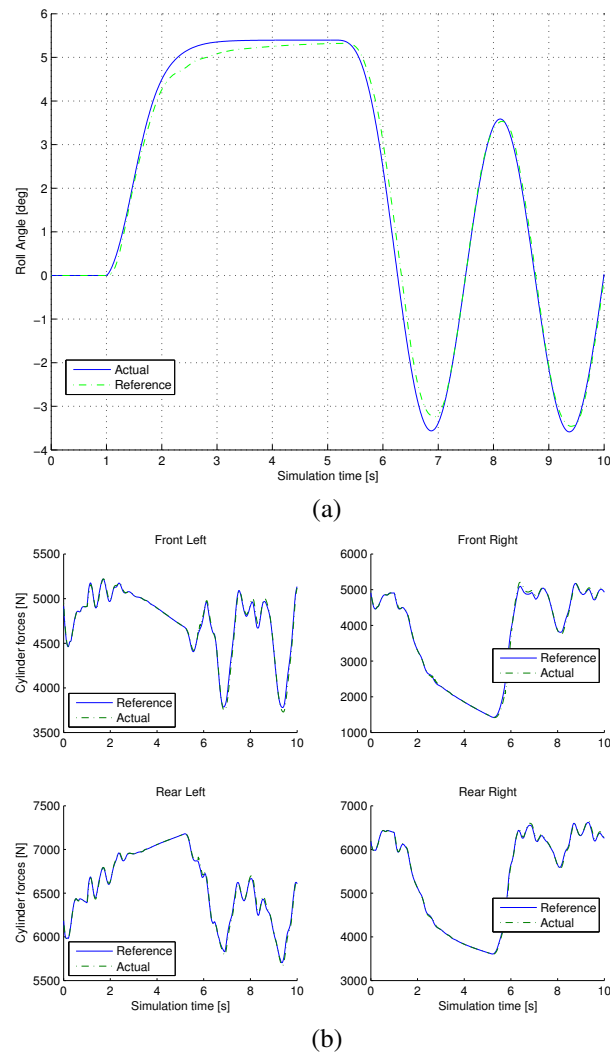 6
5
4
3
2
1
0
−1
−2
−3
−4
Roll Angle [deg]
Actual
Reference
0 1 2 3 4 5 6 7 8 9 10
Simulation time [s]
(a)
Front Left
5500
5000
4500
4000
3500
Cylinder forces [N]
Reference
Actual
0 2 4 6 8 10
Front Right
6000
5000
4000
3000
2000
1000
Reference
Actual
0 2 4 6 8 10
Rear Left
7500
7000
6500
6000
5500
Cylinder forces [N]
Reference
Actual
0 2 4 6 8 10
Simulation time [s]
Rear Right
7000
6000
5000
4000
3000
Reference
Actual
0 2 4 6 8 10
Simulation time [s]
(b)